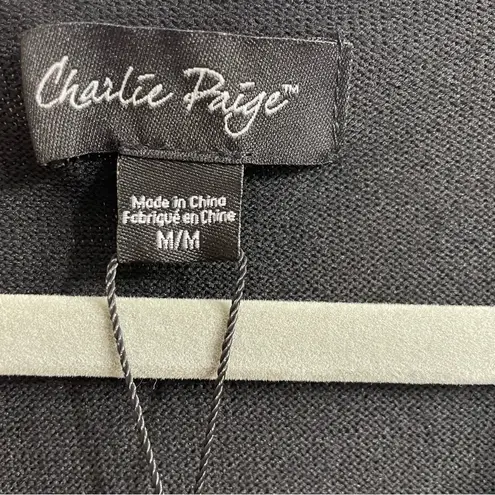 Charlie Paige™
Made in China
Fabriqué en Chine
M/M